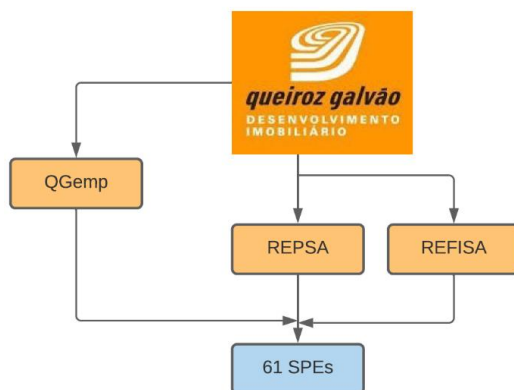 queiroz galvão
DESENVOLVIMENTO
IMOBILIÁRIO
QGemp
REPSA
REFISA
61 SPEs